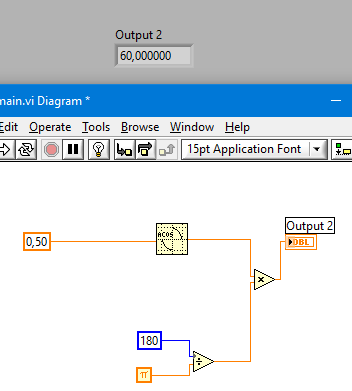 Output 2
60,000000
main.vi Diagram *
Edit Operate Tools Browse Window Help
15pt Application Font
Output 2
0,50
ACOS
DBL
×
180
÷
π